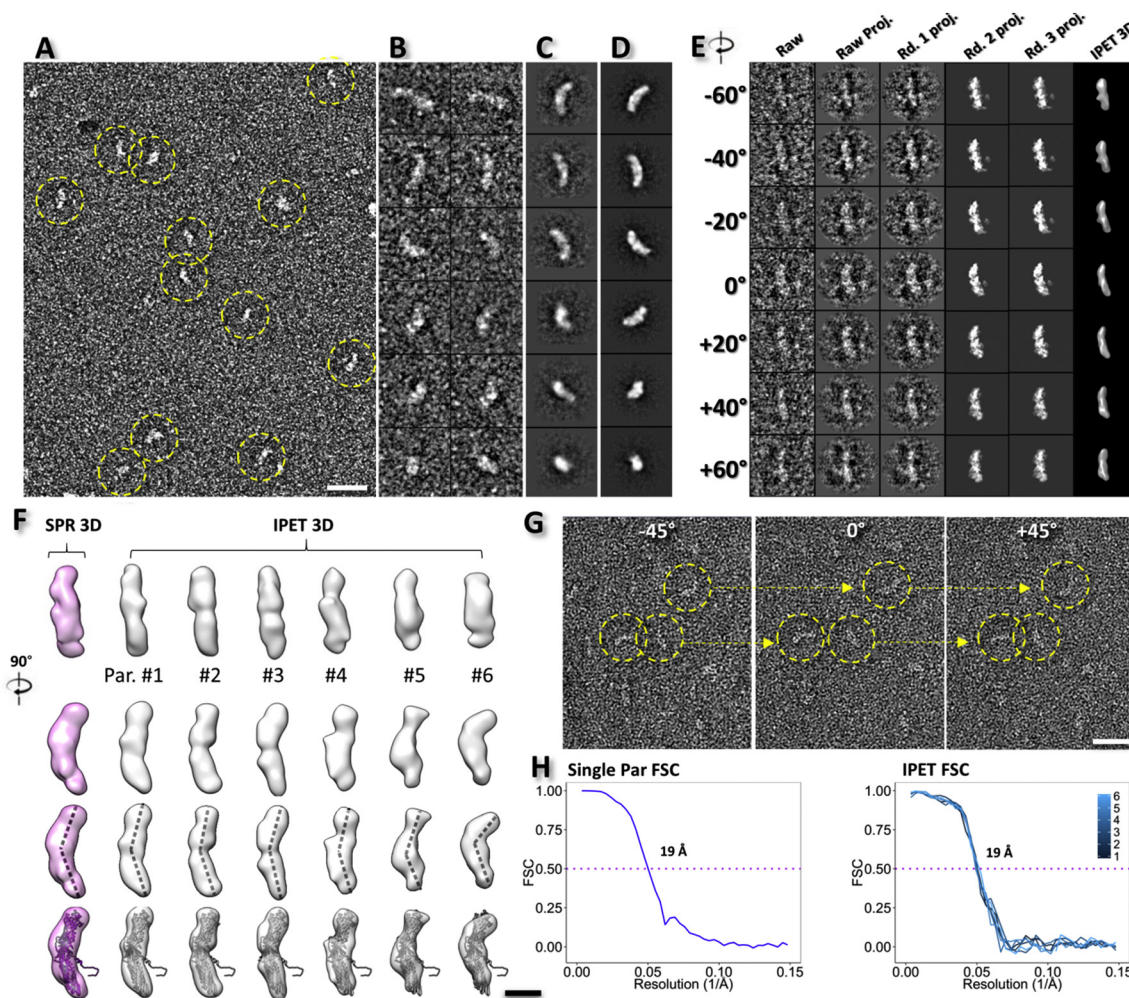 A
B
C
D
E
Raw
Raw Proj.
Rd. 1 proj.
Rd. 2 proj.
Rd. 3 proj.
IPET 3D
-60°
-40°
-20°
0°
+20°
+40°
+60°
F
SPR 3D
IPET 3D
90°
Par. #1
#2
#3
#4
#5
#6
G
-45°
0°
+45°
H
Single Par FSC
FSC
1.00
0.75
0.50
0.25
0.00
19 Å
0.00
0.05
0.10
0.15
Resolution (1/Å)
IPET FSC
FSC
1.00
0.75
0.50
0.25
0.00
19 Å
6
5
4
3
2
1
0.00
0.05
0.10
0.15
Resolution (1/Å)